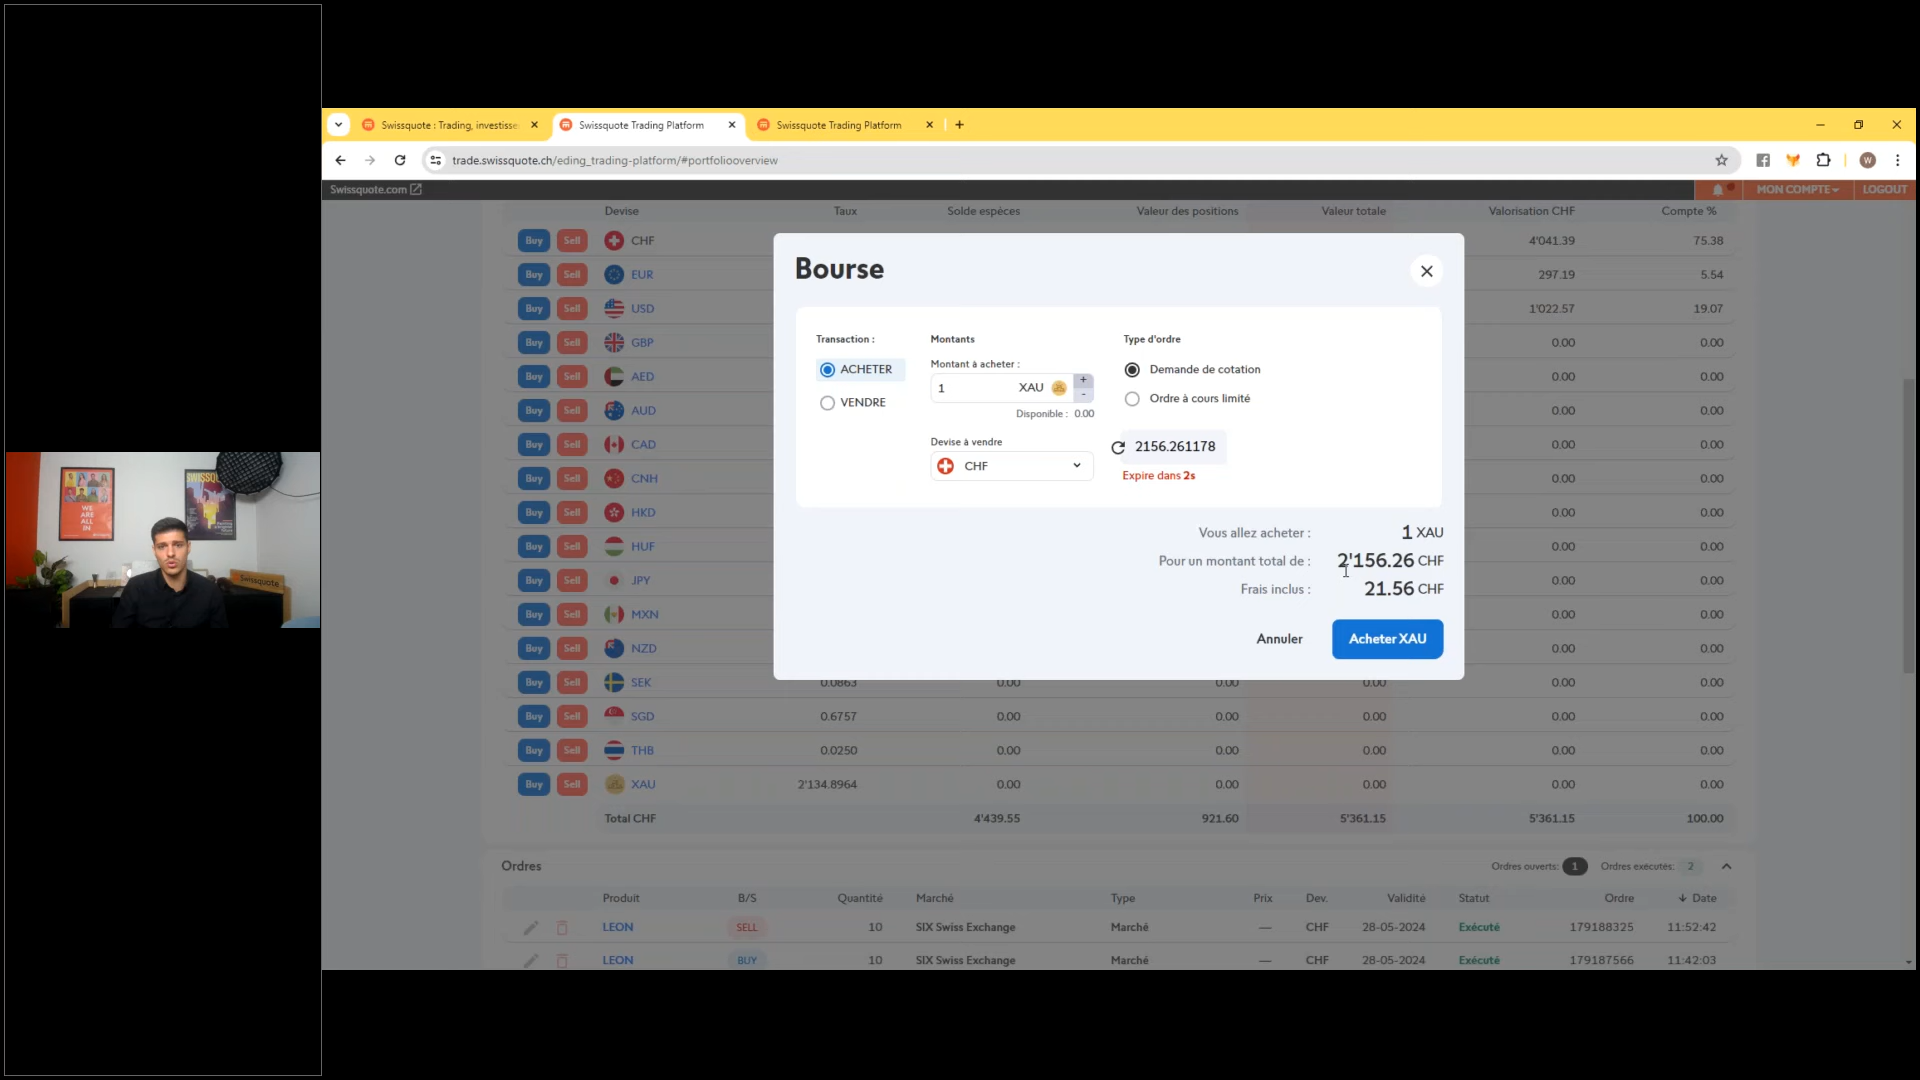 Swissquote : Trading, investisse
Swissquote Trading Platform
Swissquote Trading Platform
trade.swissquote.ch/eding_trading-platform/#portfoliooverview
W
Swissquote.com
MON COMPTE
LOGOUT
Devise Taux Solde espèces Valeur des positions Valeur totale Valorisation CHF Compte %
Buy Sell CHF 4'041.39 75.38
Buy Sell EUR 297.19 5.54
Buy Sell USD 1'022.57 19.07
Buy Sell GBP 0.00 0.00
Buy Sell AED 0.00 0.00
Buy Sell AUD 0.00 0.00
Buy Sell CAD 0.00 0.00
Buy Sell CNH 0.00 0.00
Buy Sell HKD 0.00 0.00
Buy Sell HUF 0.00 0.00
Buy Sell JPY 0.00 0.00
Buy Sell MXN 0.00 0.00
Buy Sell NZD 0.00 0.00
Buy Sell SEK 0.0863 0.00 0.00 0.00 0.00 0.00
Buy Sell SGD 0.6757 0.00 0.00 0.00 0.00 0.00
Buy Sell THB 0.0250 0.00 0.00 0.00 0.00 0.00
Buy Sell XAU 2'134.8964 0.00 0.00 0.00 0.00 0.00
Total CHF 4'439.55 921.60 5'361.15 5'361.15 100.00
Bourse
Transaction :
ACHETER
VENDRE
Montants
Montant à acheter :
1 XAU + -
Disponible : 0.00
Devise à vendre
CHF
Type d'ordre
Demande de cotation
Ordre à cours limité
2156.261178
Expire dans 2s
Vous allez acheter : 1 XAU
Pour un montant total de : 2'156.26 CHF
Frais inclus : 21.56 CHF
Annuler
Acheter XAU
Ordres
Ordres ouverts: 1 Ordres exécutés: 2
Produit B/S Quantité Marché Type Prix Dev. Validité Statut Ordre Date
LEON SELL 10 SIX Swiss Exchange Marché — CHF 28-05-2024 Exécuté 179188325 11:52:42
LEON BUY 10 SIX Swiss Exchange Marché — CHF 28-05-2024 Exécuté 179187566 11:42:03
WE
ARE
ALL
IN
SWISSQU
Swissquote